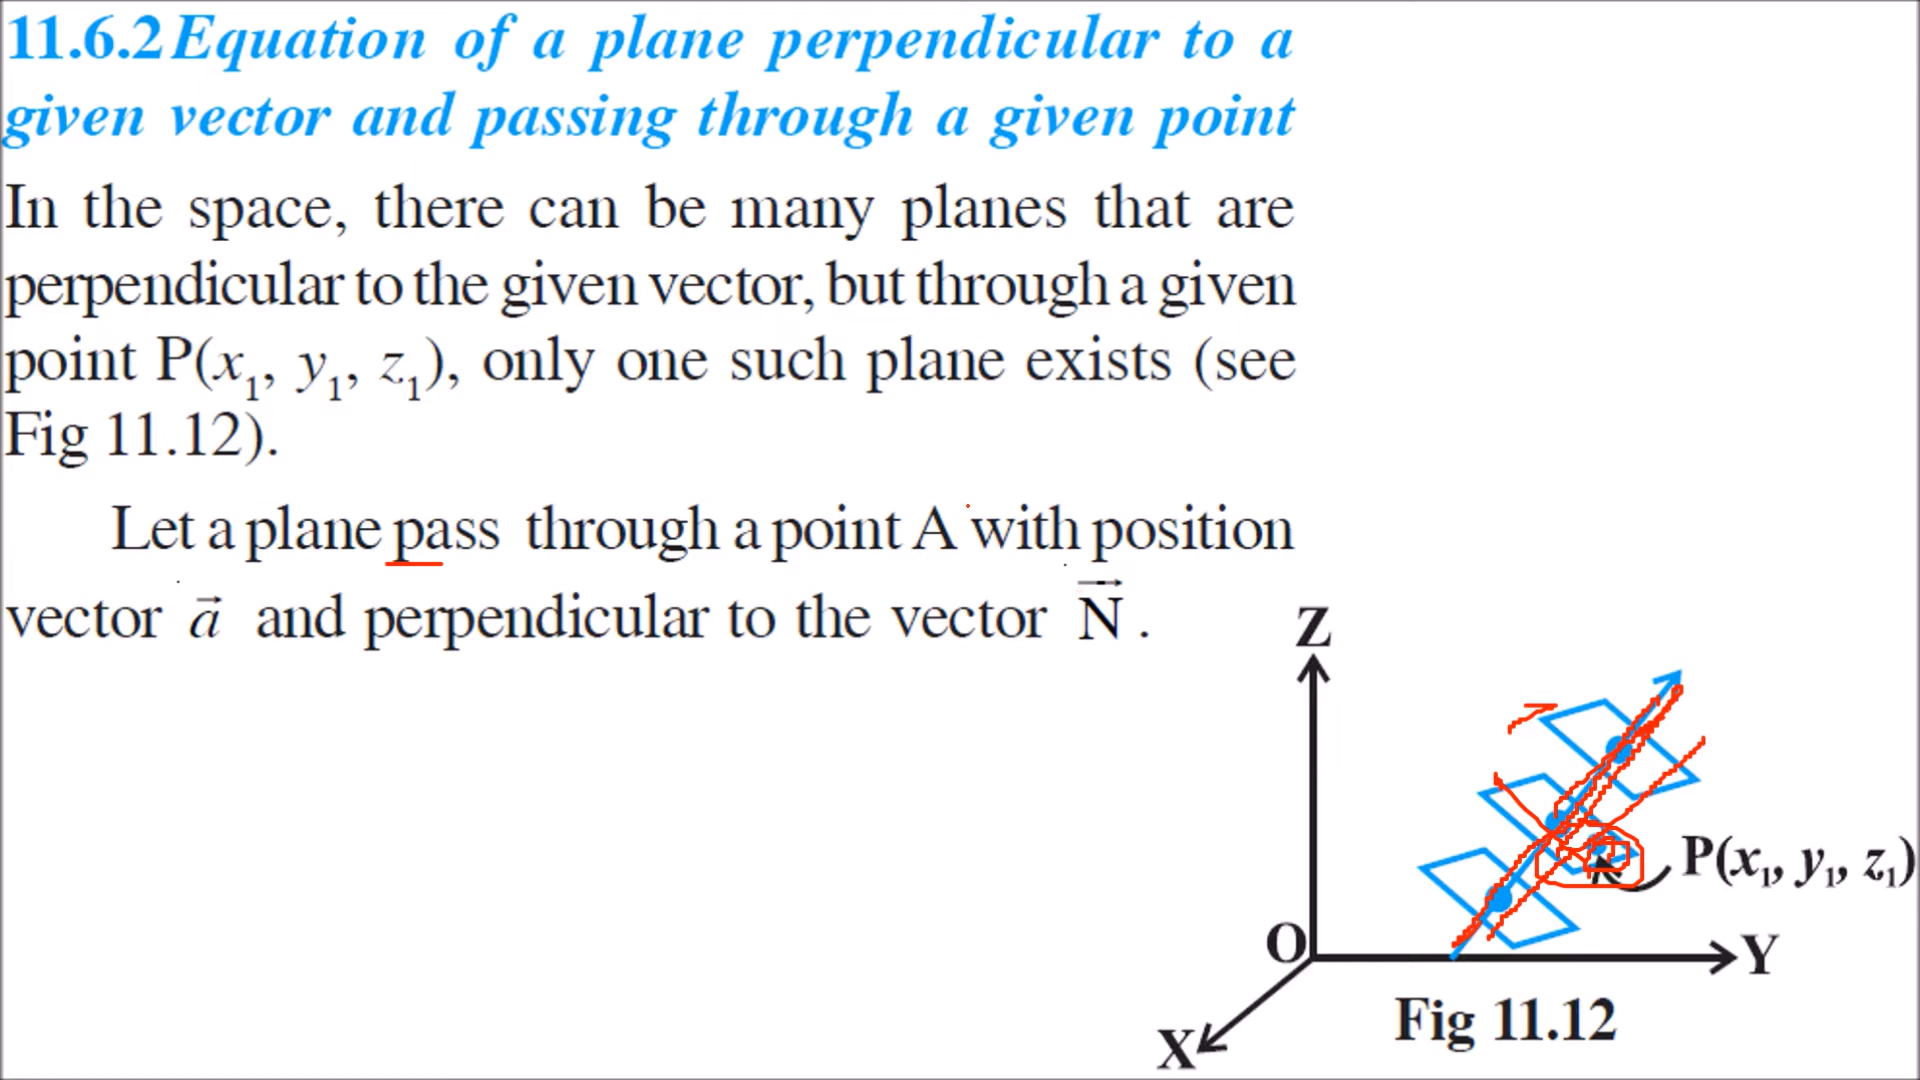 11.6.2 Equation of a plane perpendicular to a
given vector and passing through a given point
In the space, there can be many planes that are
perpendicular to the given vector, but through a given
point P(x₁, y₁, z₁), only one such plane exists (see
Fig 11.12).
Let a plane pass through a point A with position
vector a⃗ and perpendicular to the vector N⃗ .
Z
P(x₁, y₁, z₁)
O
Y
X
Fig 11.12